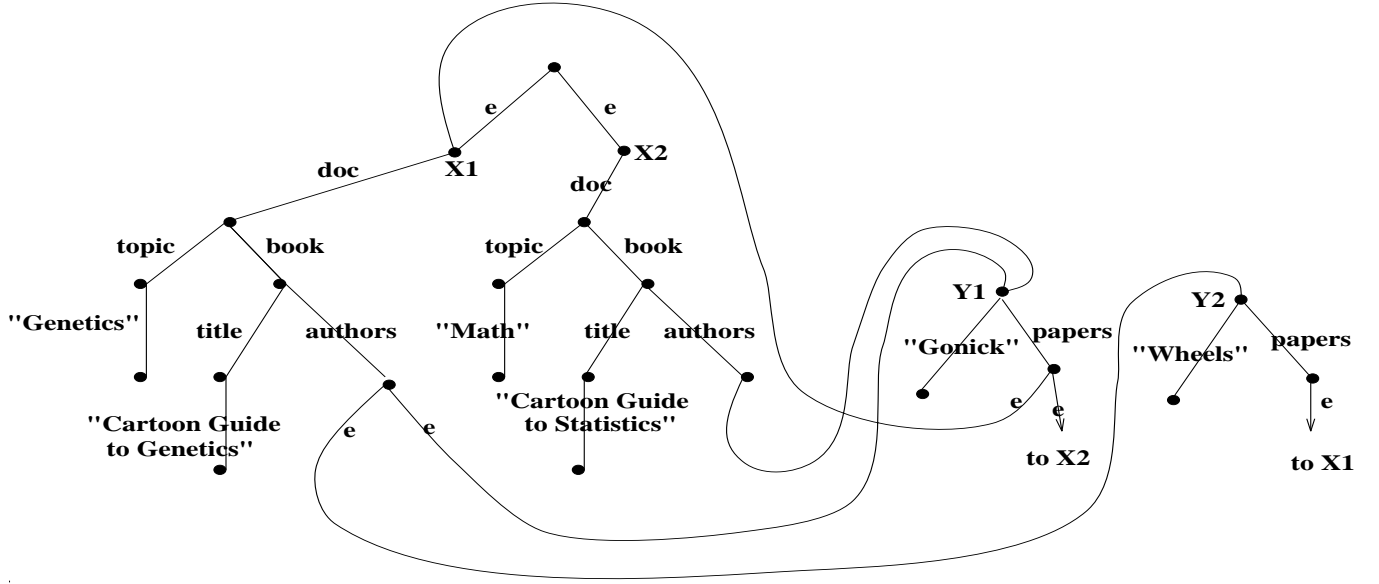 e
e
X1
X2
doc
doc
topic
book
topic
book
"Genetics"
title
authors
"Math"
title
authors
"Cartoon Guide
to Genetics"
"Cartoon Guide
to Statistics"
e
e
Y1
"Gonick"
papers
e
e
to X2
Y2
"Wheels"
papers
e
to X1